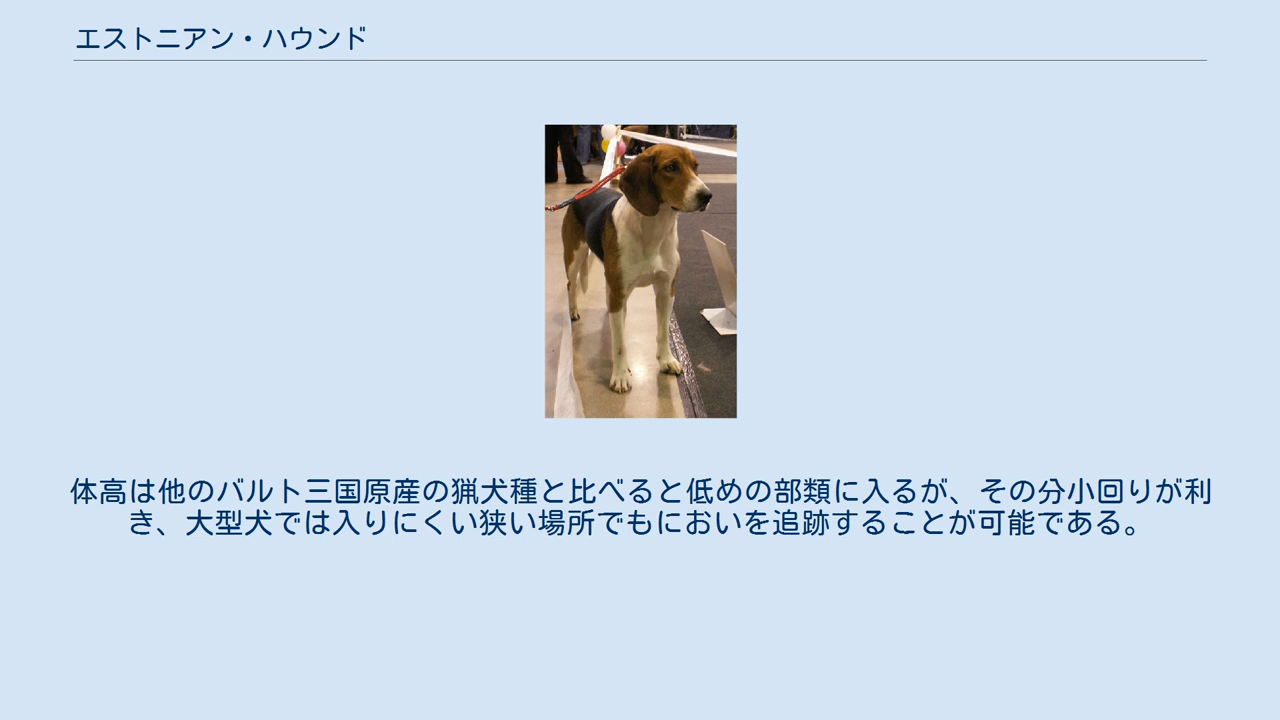 エストニアン・ハウンド
体高は他のバルト三国原産の猟犬種と比べると低めの部類に入るが、その分小回りが利
き、大型犬では入りにくい狭い場所でもにおいを追跡することが可能である。